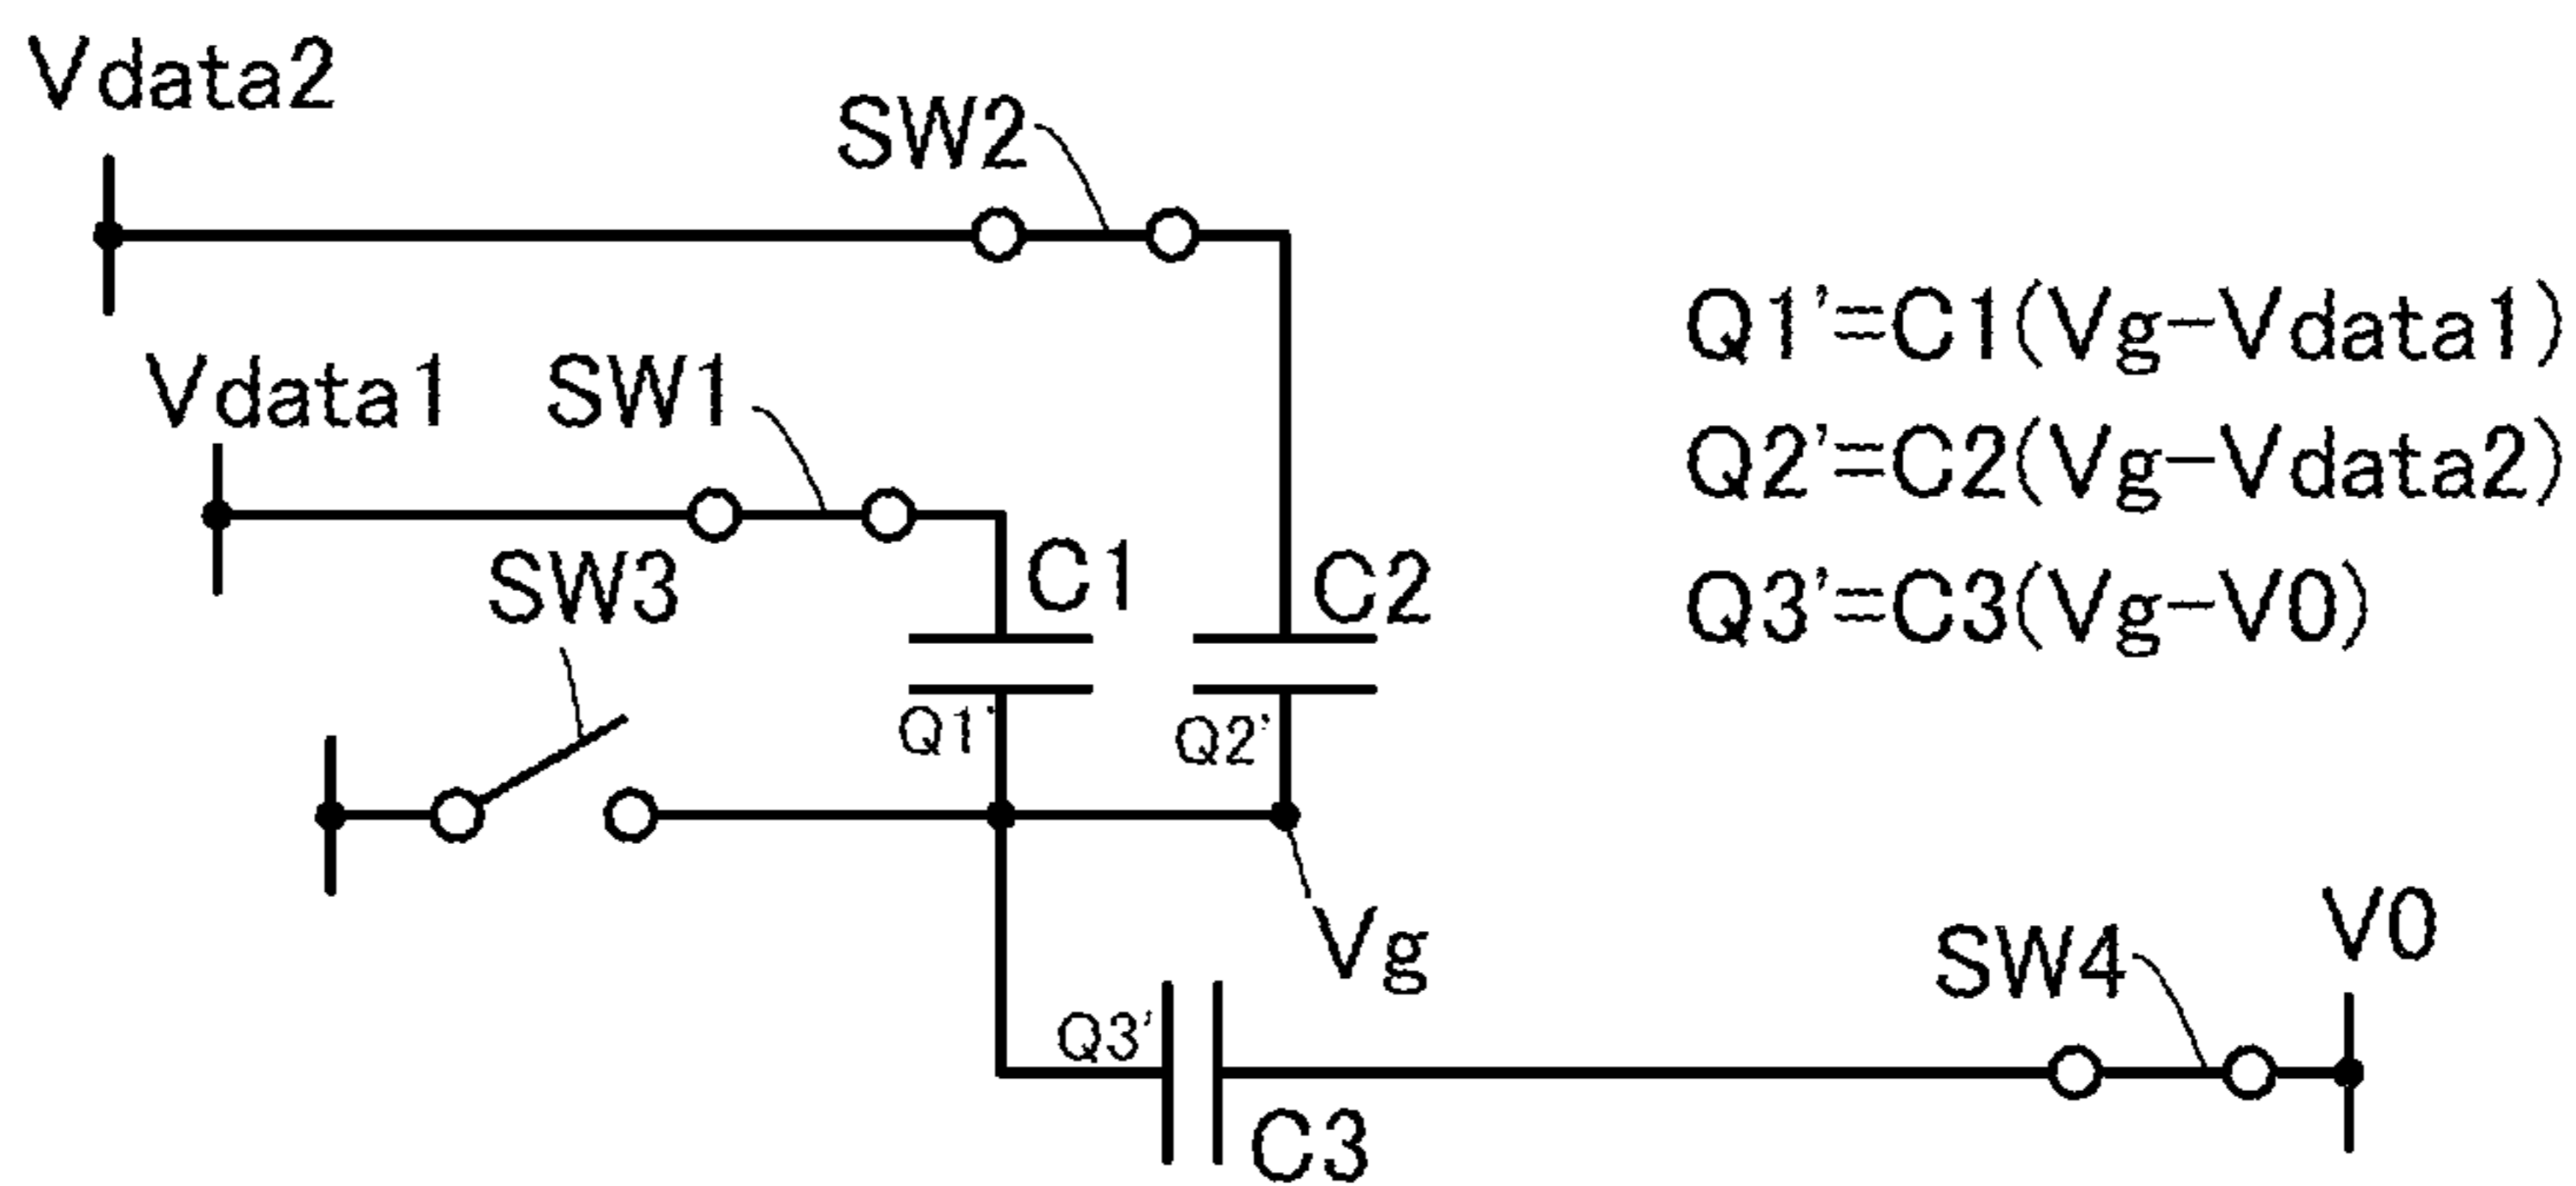 Vdata2
SW2
Q1'=C1(Vg-Vdata1)
Vdata1
SW1
Q2'=C2(Vg-Vdata2)
SW3
C1
C2
Q3'=C3(Vg-V0)
Q1'
Q2'
Vg
V0
SW4
Q3'
C3